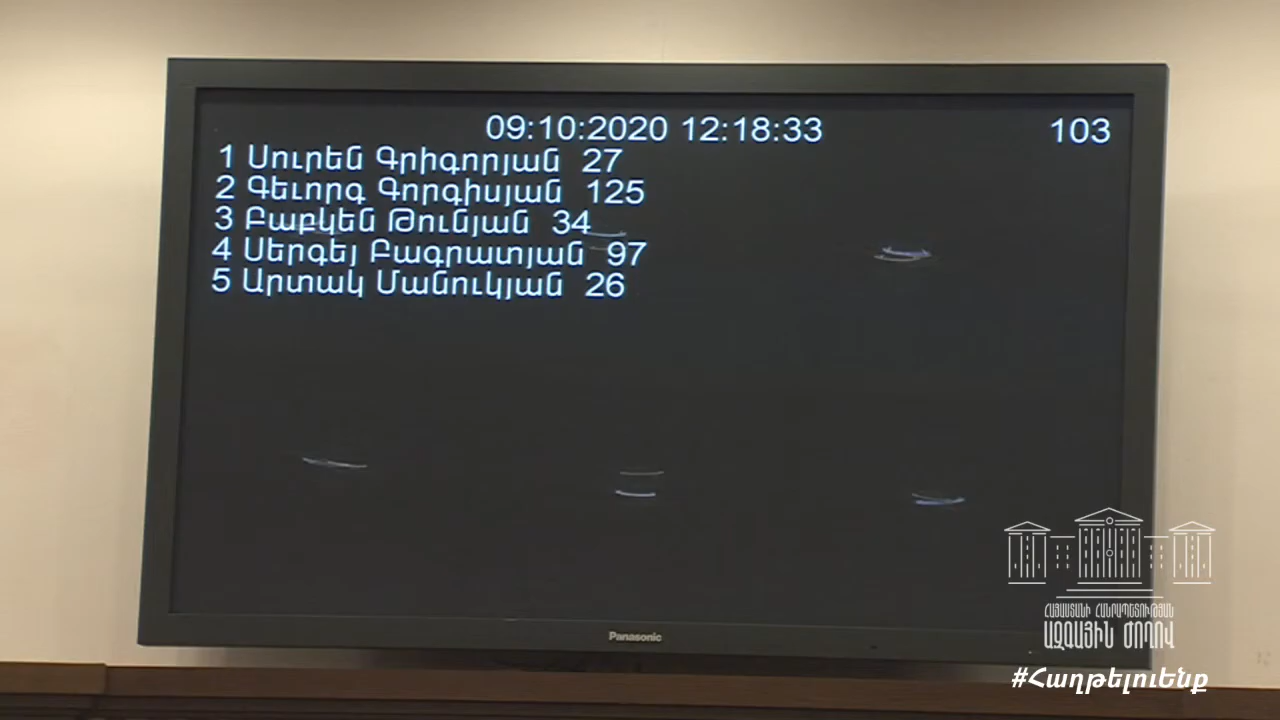 09:10:2020 12:18:33 103
1 Սուրեն Գրիգորյան 27
2 Գեւորգ Գորգիսյան 125
3 Բաբկեն Թունյան 34
4 Սերգեյ Բագրատյան 97
5 Արտակ Մանուկյան 26
Panasonic
ՀԱՅԱՍՏԱՆԻ ՀԱՆՐԱՊԵՏՈՒԹՅԱՆ
ԱԶԳԱՅԻՆ ԺՈՂՈՎ
#Հաղթելուենք